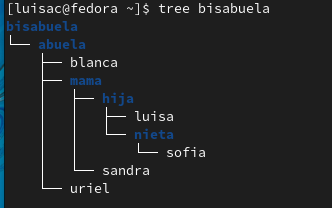 [luisac@fedora ~]$ tree bisabuela
bisabuela
└── abuela
    ├── blanca
    ├── mama
    │   ├── hija
    │   │   ├── luisa
    │   │   └── nieta
    │   │       └── sofia
    │   └── sandra
    └── uriel